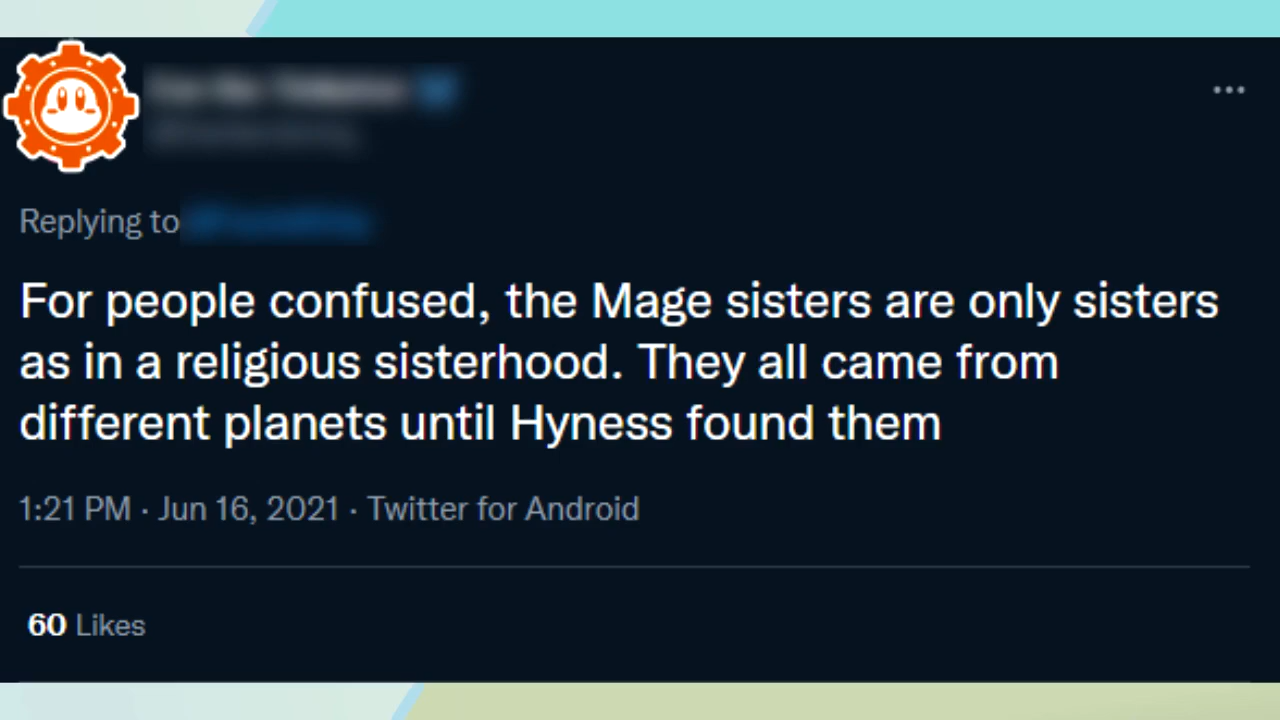 Replying to
For people confused, the Mage sisters are only sisters
as in a religious sisterhood. They all came from
different planets until Hyness found them
1:21 PM · Jun 16, 2021 · Twitter for Android
60 Likes